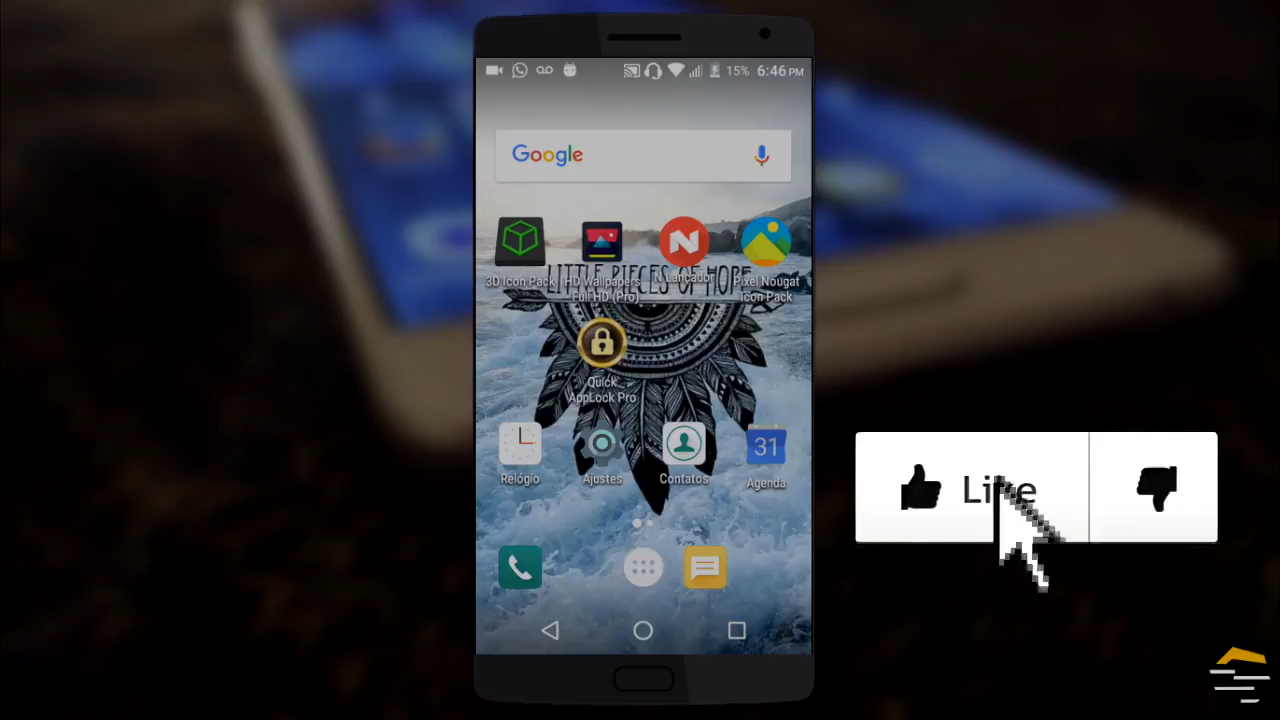 15% 6:46 PM
Google
LITTLE PIECES OF HOPE
3D Icon Pack
HD Wallpapers
Full HD (Pro)
N Lançador
Pixel Nougat
Icon Pack
Quick
AppLock Pro
Relógio
Ajustes
Contatos
31
Agenda
Like